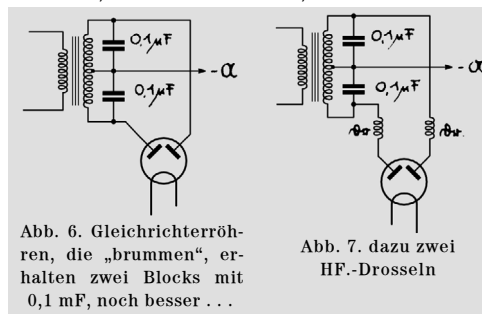 0,1µF
-a
0,1µF
Abb. 6. Gleichrichterröh-
ren, die „brummen“, er-
halten zwei Blocks mit
0,1 mF, noch besser . . .
0,1µF
-a
0,1µF
Dr
Dr.
Abb. 7. dazu zwei
HF.-Drosseln